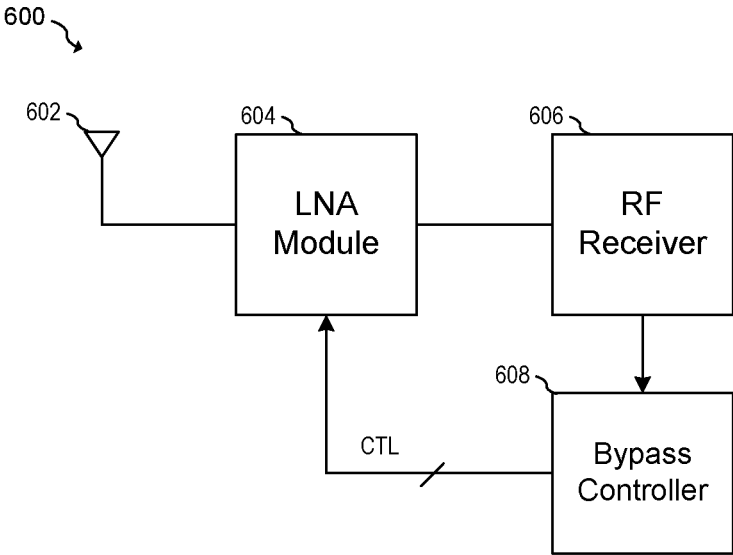 600
602
604
606
LNA
Module
RF
Receiver
608
CTL
Bypass
Controller